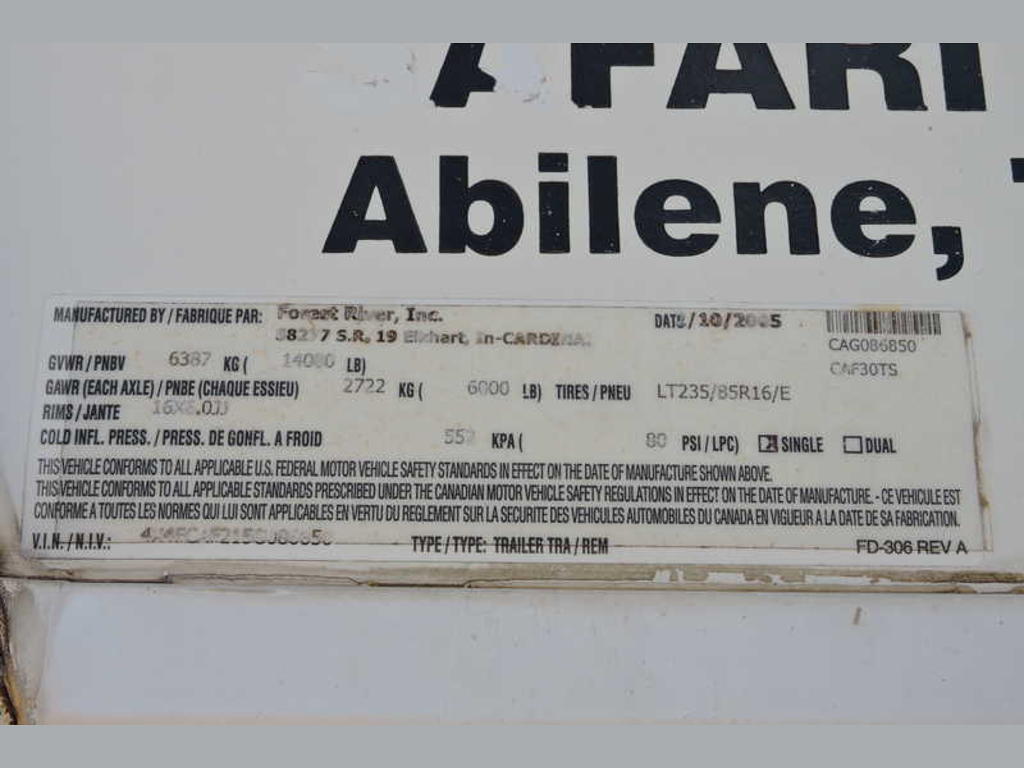 FARI
Abilene,
MANUFACTURED BY / FABRIQUE PAR: Forest River, Inc.
S.R. 19 Elkhart, In-CARDINAL
CAG086850
GVWR / PNBV 6387 KG ( LB) CAF30TS
GAWR (EACH AXLE) / PNBE (CHAQUE ESSIEU) 2722 KG ( 6000 LB) TIRES / PNEU LT235/85R16/E
RIMS / JANTE
COLD INFL. PRESS. / PRESS. DE GONFL. A FROID KPA ( 80 PSI / LPC) SINGLE DUAL
THIS VEHICLE CONFORMS TO ALL APPLICABLE U.S. FEDERAL MOTOR VEHICLE SAFETY STANDARDS IN EFFECT ON THE DATE OF MANUFACTURE SHOWN ABOVE.
THIS VEHICLE CONFORMS TO ALL APPLICABLE STANDARDS PRESCRIBED UNDER THE CANADIAN MOTOR VEHICLE SAFETY REGULATIONS IN EFFECT ON THE DATE OF MANUFACTURE. - CE VEHICULE EST
CONFORME A TOUTES LES NORMES QUI LUI SONT APPLICABLES EN VERTU DU REGLEMENT SUR LA SECURITE DES VEHICULES AUTOMOBILES DU CANADA EN VIGUEUR A LA DATE DE SA FABRICATION.
V.I.N. / N.I.V.: TYPE / TYPE: TRAILER TRA / REM FD-306 REV A